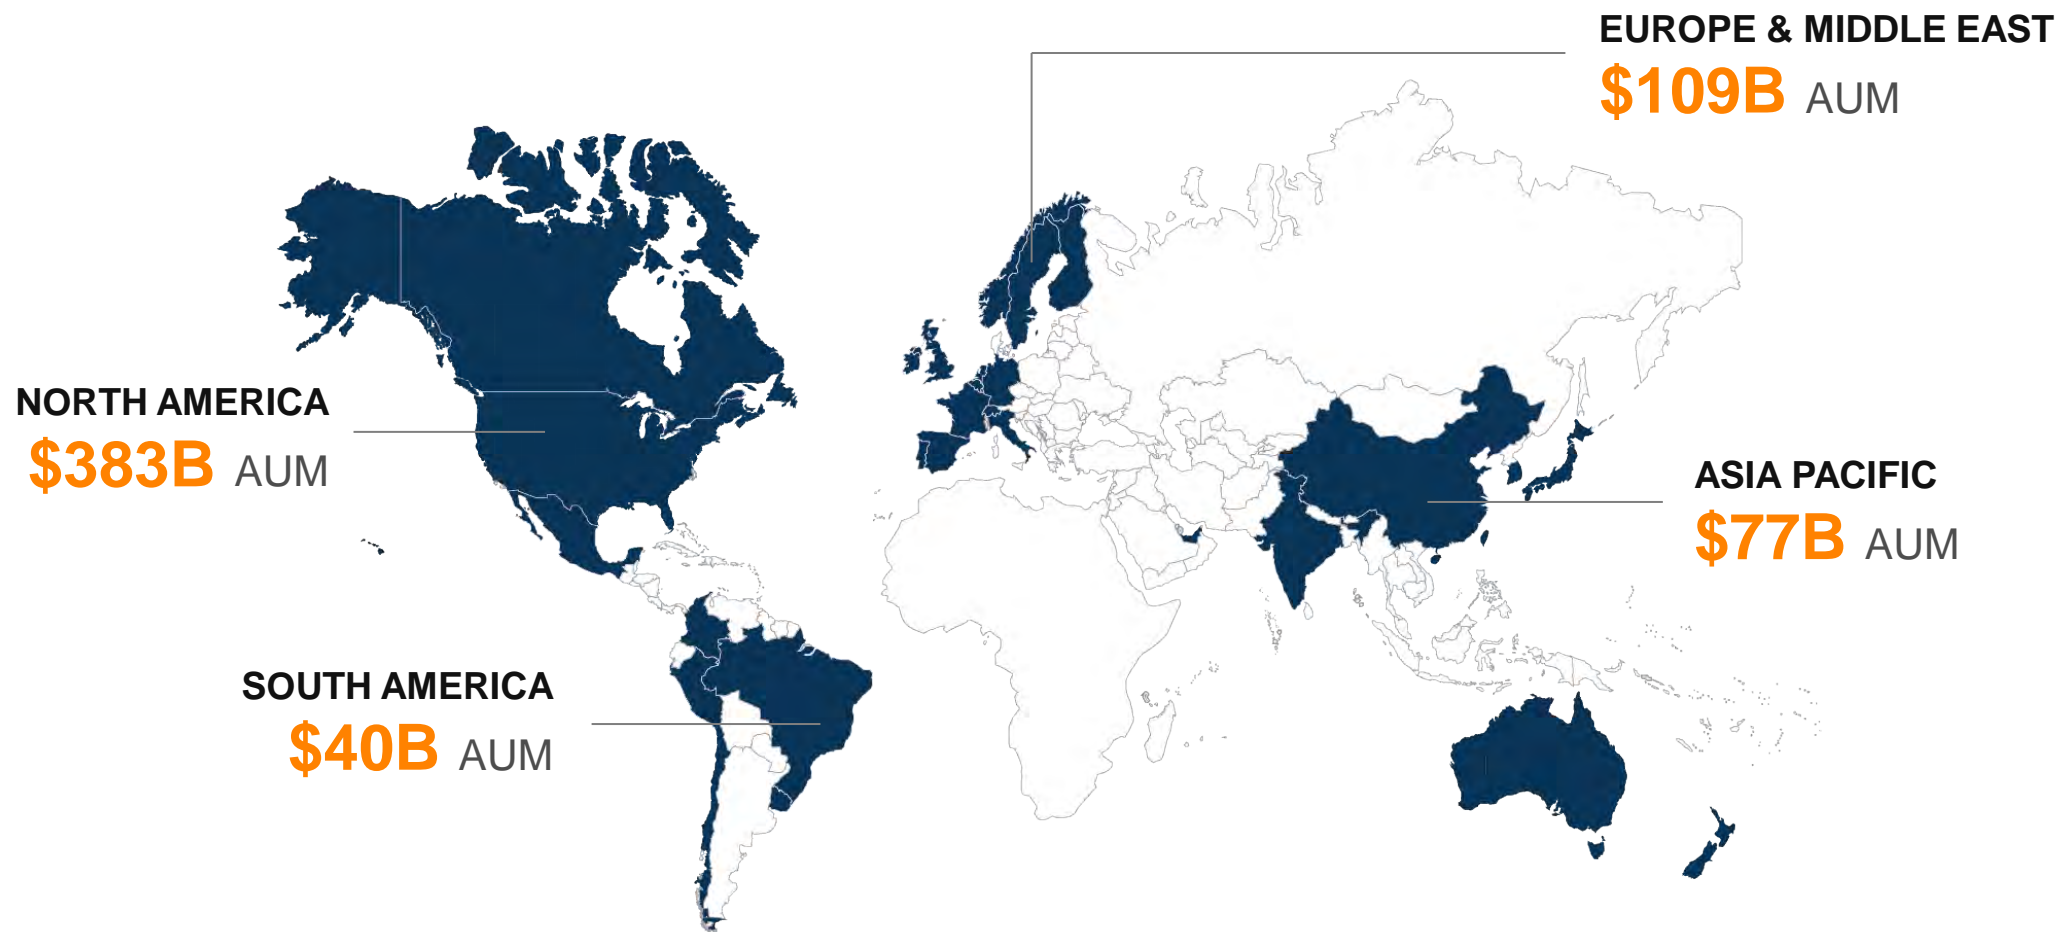 EUROPE & MIDDLE EAST
$109B AUM
NORTH AMERICA
$383B AUM
ASIA PACIFIC
$77B AUM
SOUTH AMERICA
$40B AUM